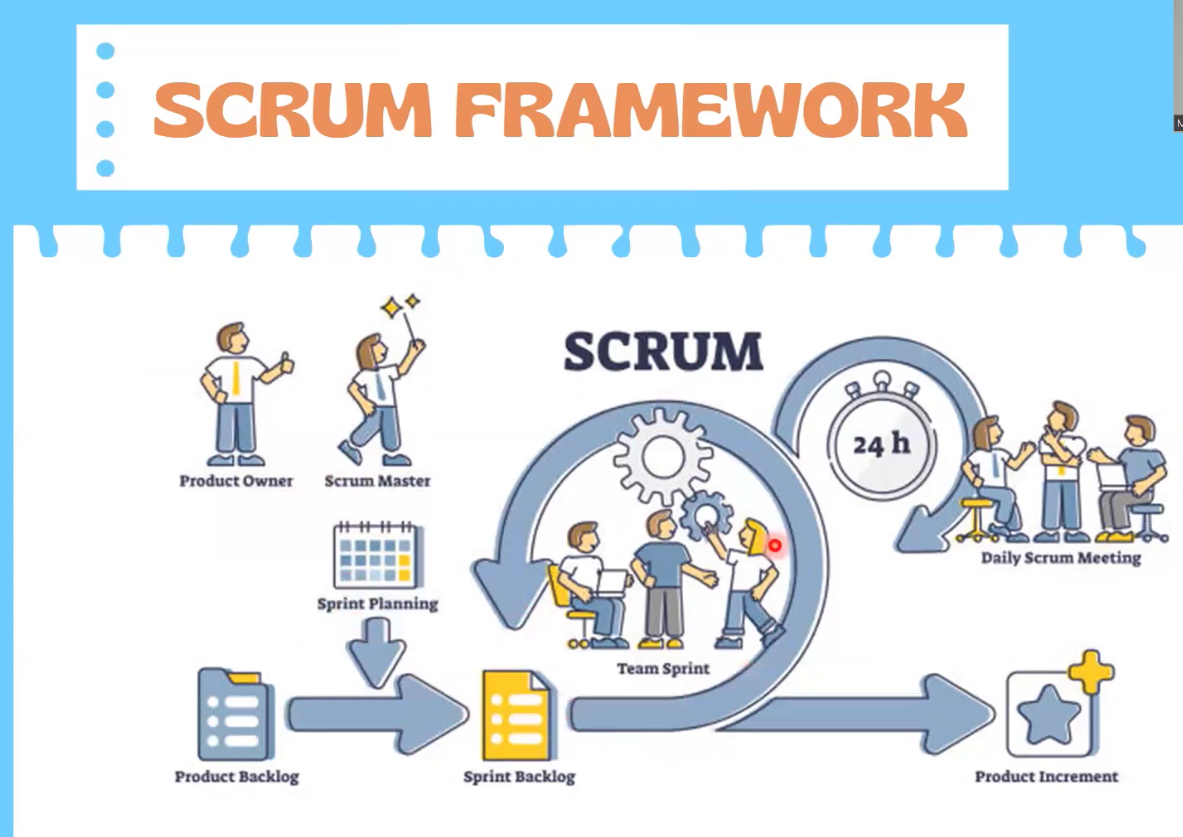 SCRUM FRAMEWORK
SCRUM
Product Owner
Scrum Master
24 h
Daily Scrum Meeting
Sprint Planning
Team Sprint
Product Backlog
Sprint Backlog
Product Increment